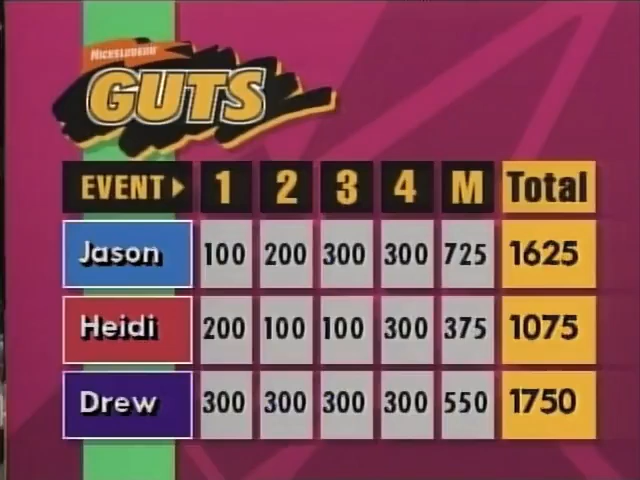 NICKELODEON
GUTS
EVENT 1 2 3 4 M Total
Jason 100 200 300 300 725 1625
Heidi 200 100 100 300 375 1075
Drew 300 300 300 300 550 1750